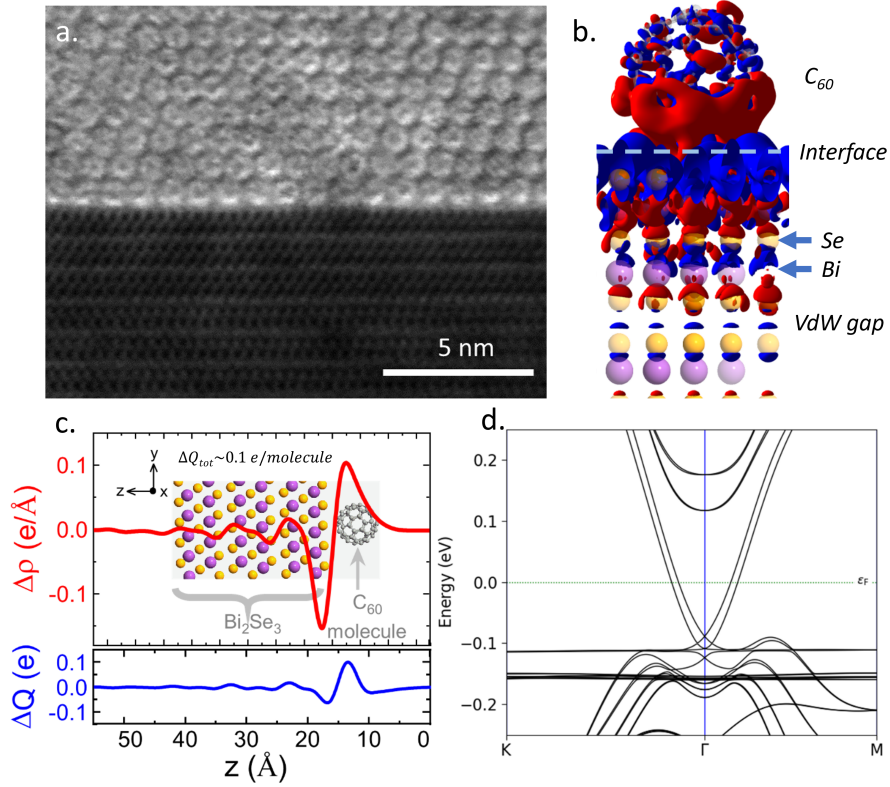 a.
5 nm
b.
C₆₀
Interface
Se
Bi
VdW gap
c.
Δρ (e/Å)
0.1
0.0
-0.1
y
z
x
ΔQ_tot~0.1 e/molecule
Bi₂Se₃
C₆₀
molecule
ΔQ (e)
0.1
0.0
-0.1
50 40 30 20 10 0
z (Å)
d.
Energy (eV)
0.2
0.1
0.0
-0.1
-0.2
ε_F
K Γ M